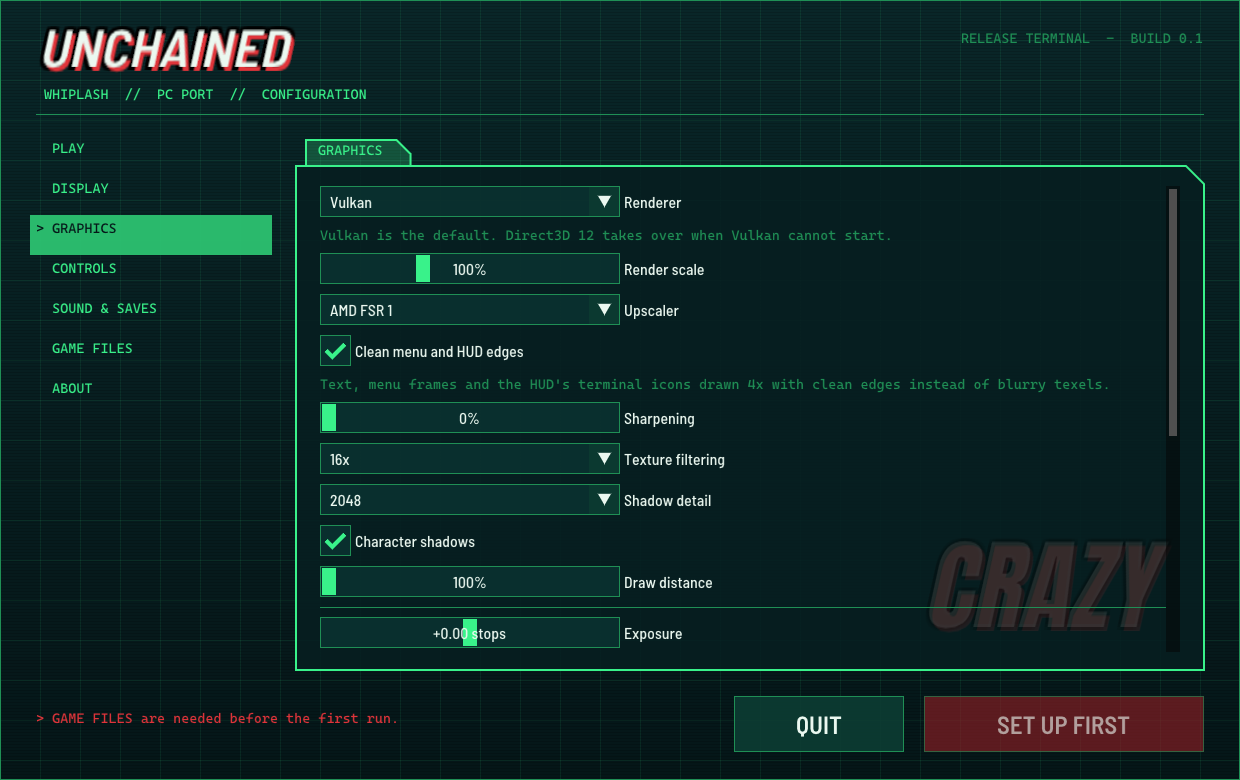 UNCHAINED
RELEASE TERMINAL – BUILD 0.1
WHIPLASH // PC PORT // CONFIGURATION
PLAY
DISPLAY
> GRAPHICS
CONTROLS
SOUND & SAVES
GAME FILES
ABOUT
GRAPHICS
Vulkan Renderer
Vulkan is the default. Direct3D 12 takes over when Vulkan cannot start.
100% Render scale
AMD FSR 1 Upscaler
Clean menu and HUD edges
Text, menu frames and the HUD's terminal icons drawn 4x with clean edges instead of blurry texels.
0% Sharpening
16x Texture filtering
2048 Shadow detail
Character shadows
100% Draw distance
+0.00 stops Exposure
CRAZY
> GAME FILES are needed before the first run.
QUIT
SET UP FIRST